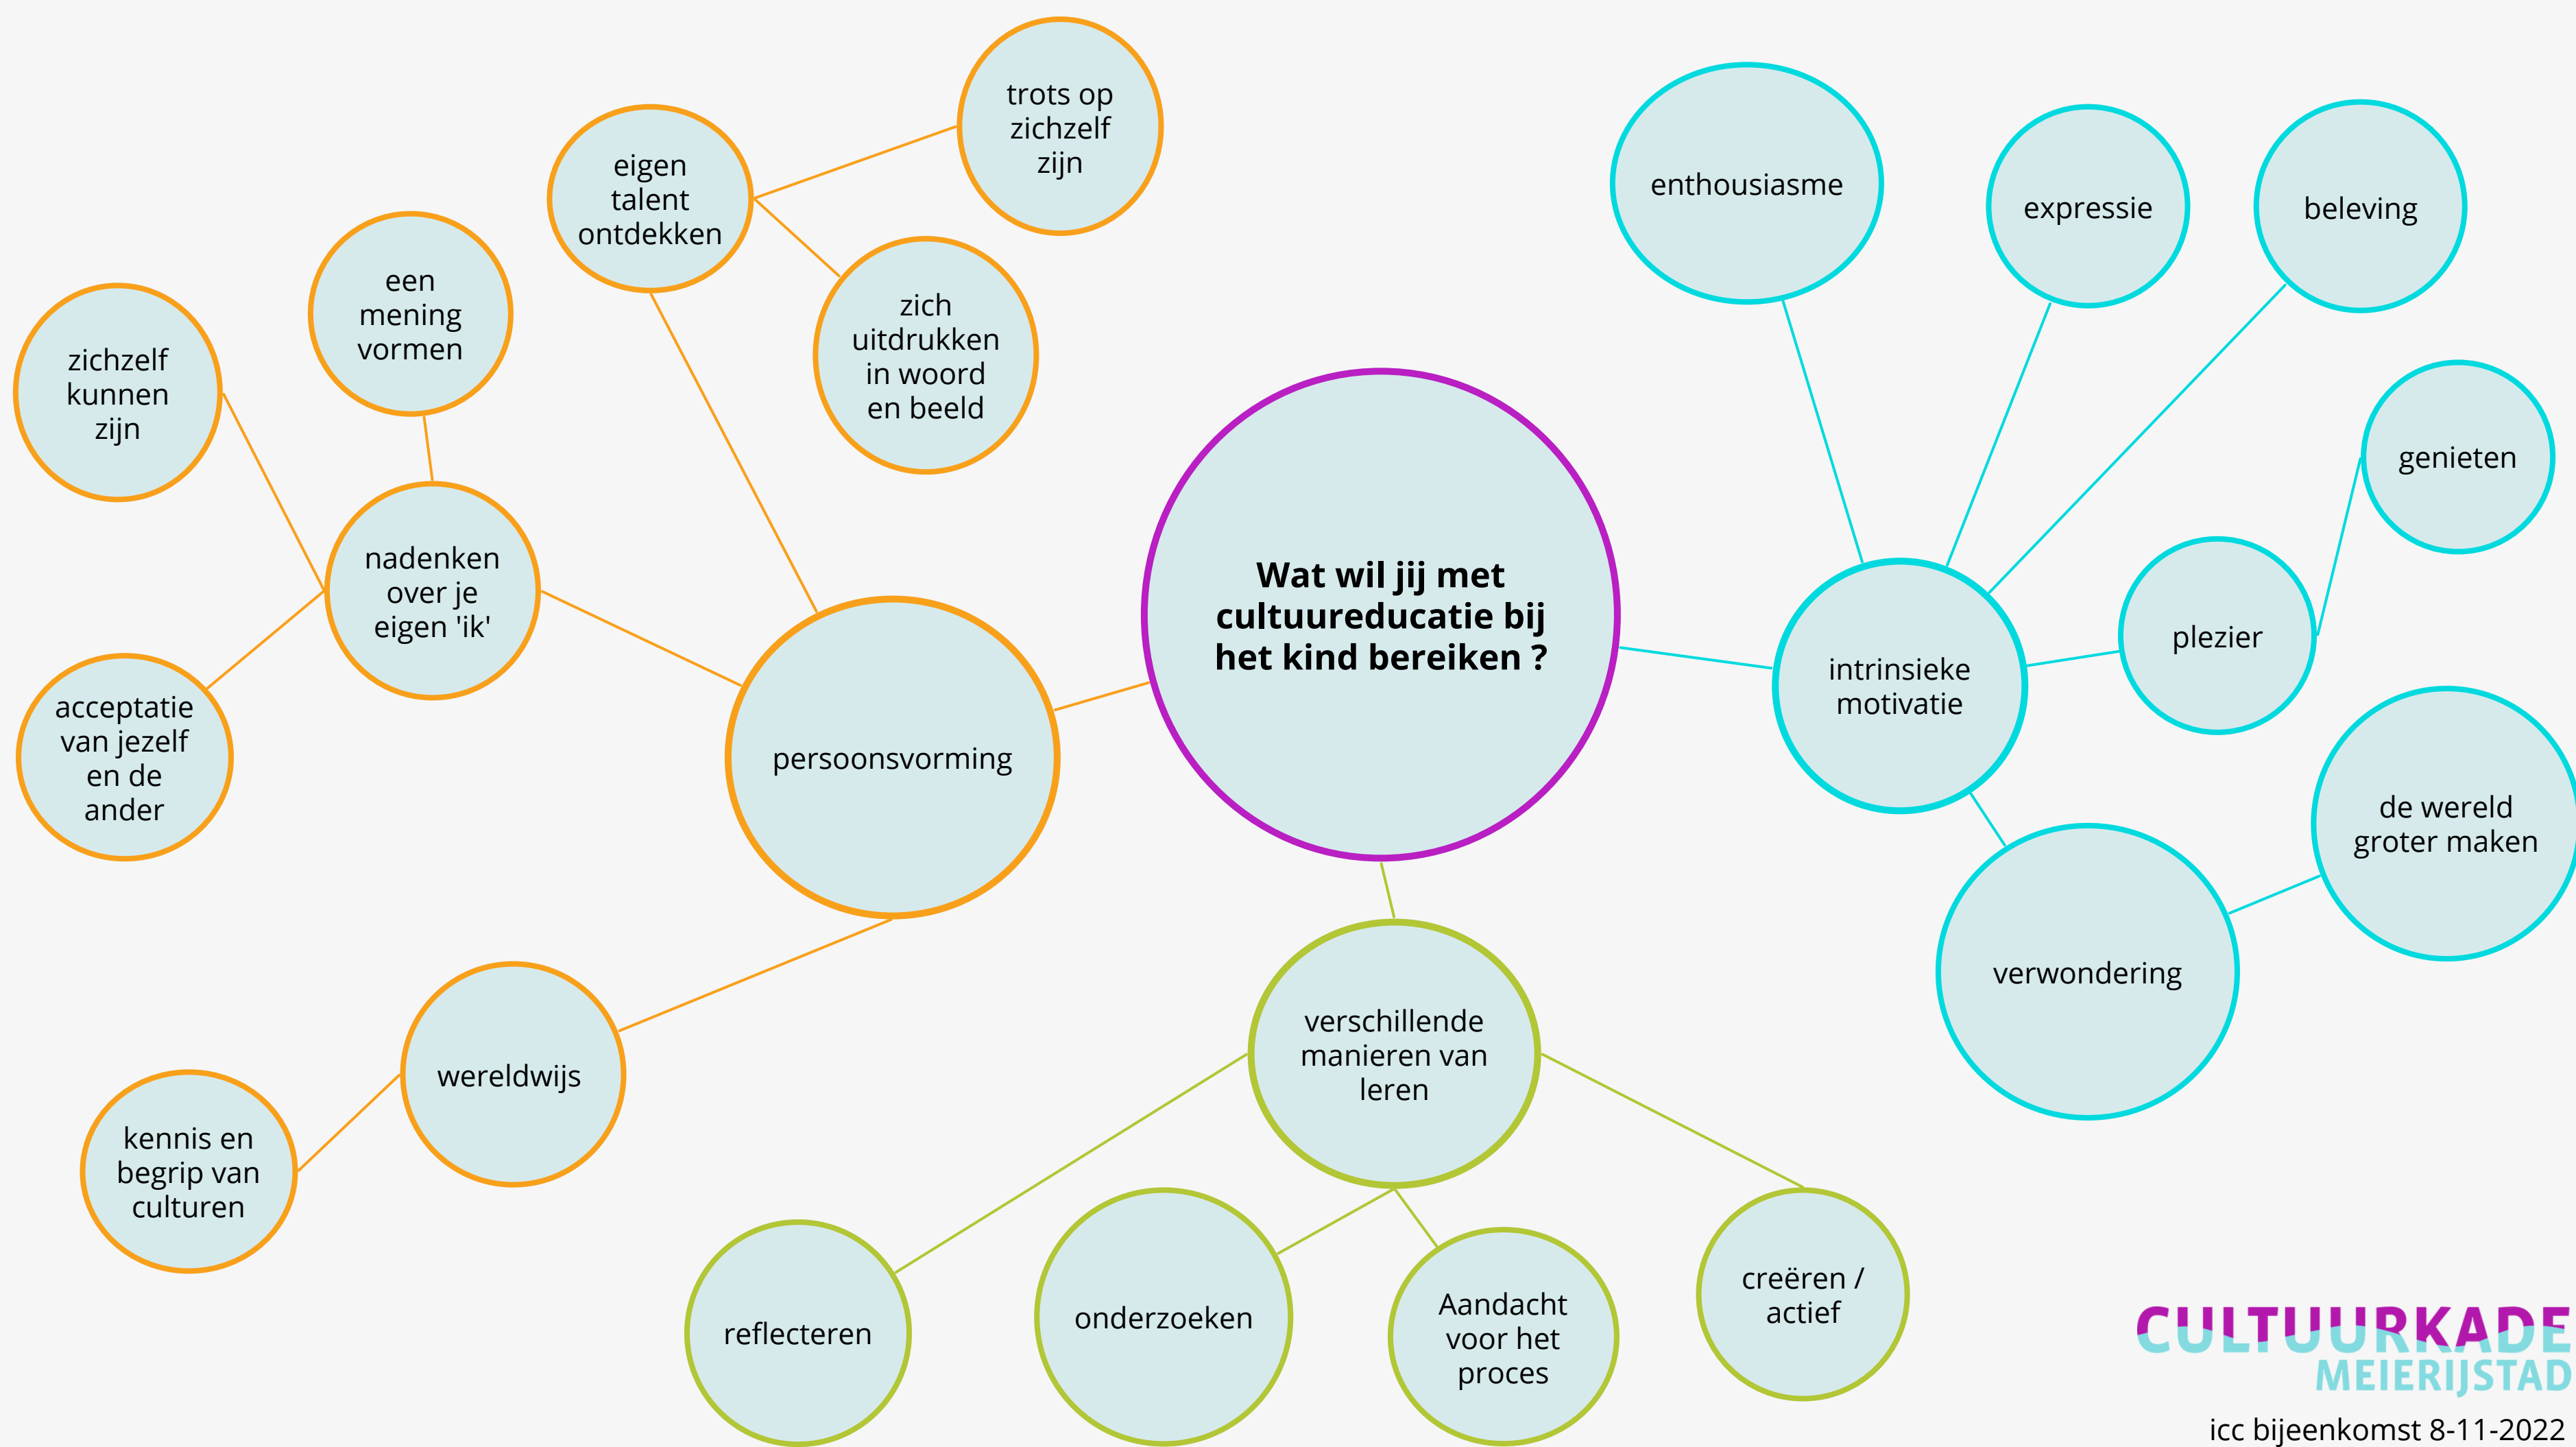 Wat wil jij met
cultuureducatie bij
het kind bereiken ?
persoonsvorming
eigen
talent
ontdekken
trots op
zichzelf
zijn
zich
uitdrukken
in woord
en beeld
nadenken
over je
eigen 'ik'
een
mening
vormen
zichzelf
kunnen
zijn
acceptatie
van jezelf
en de
ander
wereldwijs
kennis en
begrip van
culturen
intrinsieke
motivatie
enthousiasme
expressie
beleving
plezier
genieten
verwondering
de wereld
groter maken
verschillende
manieren van
leren
reflecteren
onderzoeken
Aandacht
voor het
proces
creëren /
actief
CULTUURKADE
MEIERIJSTAD
icc bijeenkomst 8-11-2022